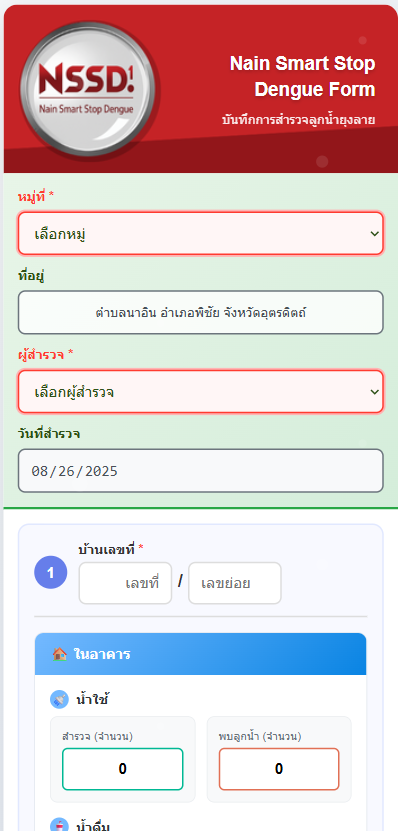 NSSD!
Nain Smart Stop Dengue
Nain Smart Stop
Dengue Form
บันทึกการสำรวจลูกน้ำยุงลาย
หมู่ที่ *
เลือกหมู่
ที่อยู่
ตำบลนาอิน อำเภอพิชัย จังหวัดอุตรดิตถ์
ผู้สำรวจ *
เลือกผู้สำรวจ
วันที่สำรวจ
08/26/2025
1
บ้านเลขที่ *
เลขที่ / เลขย่อย
ในอาคาร
น้ำใช้
สำรวจ (จำนวน) พบลูกน้ำ (จำนวน)
0 0
น้ำดื่ม